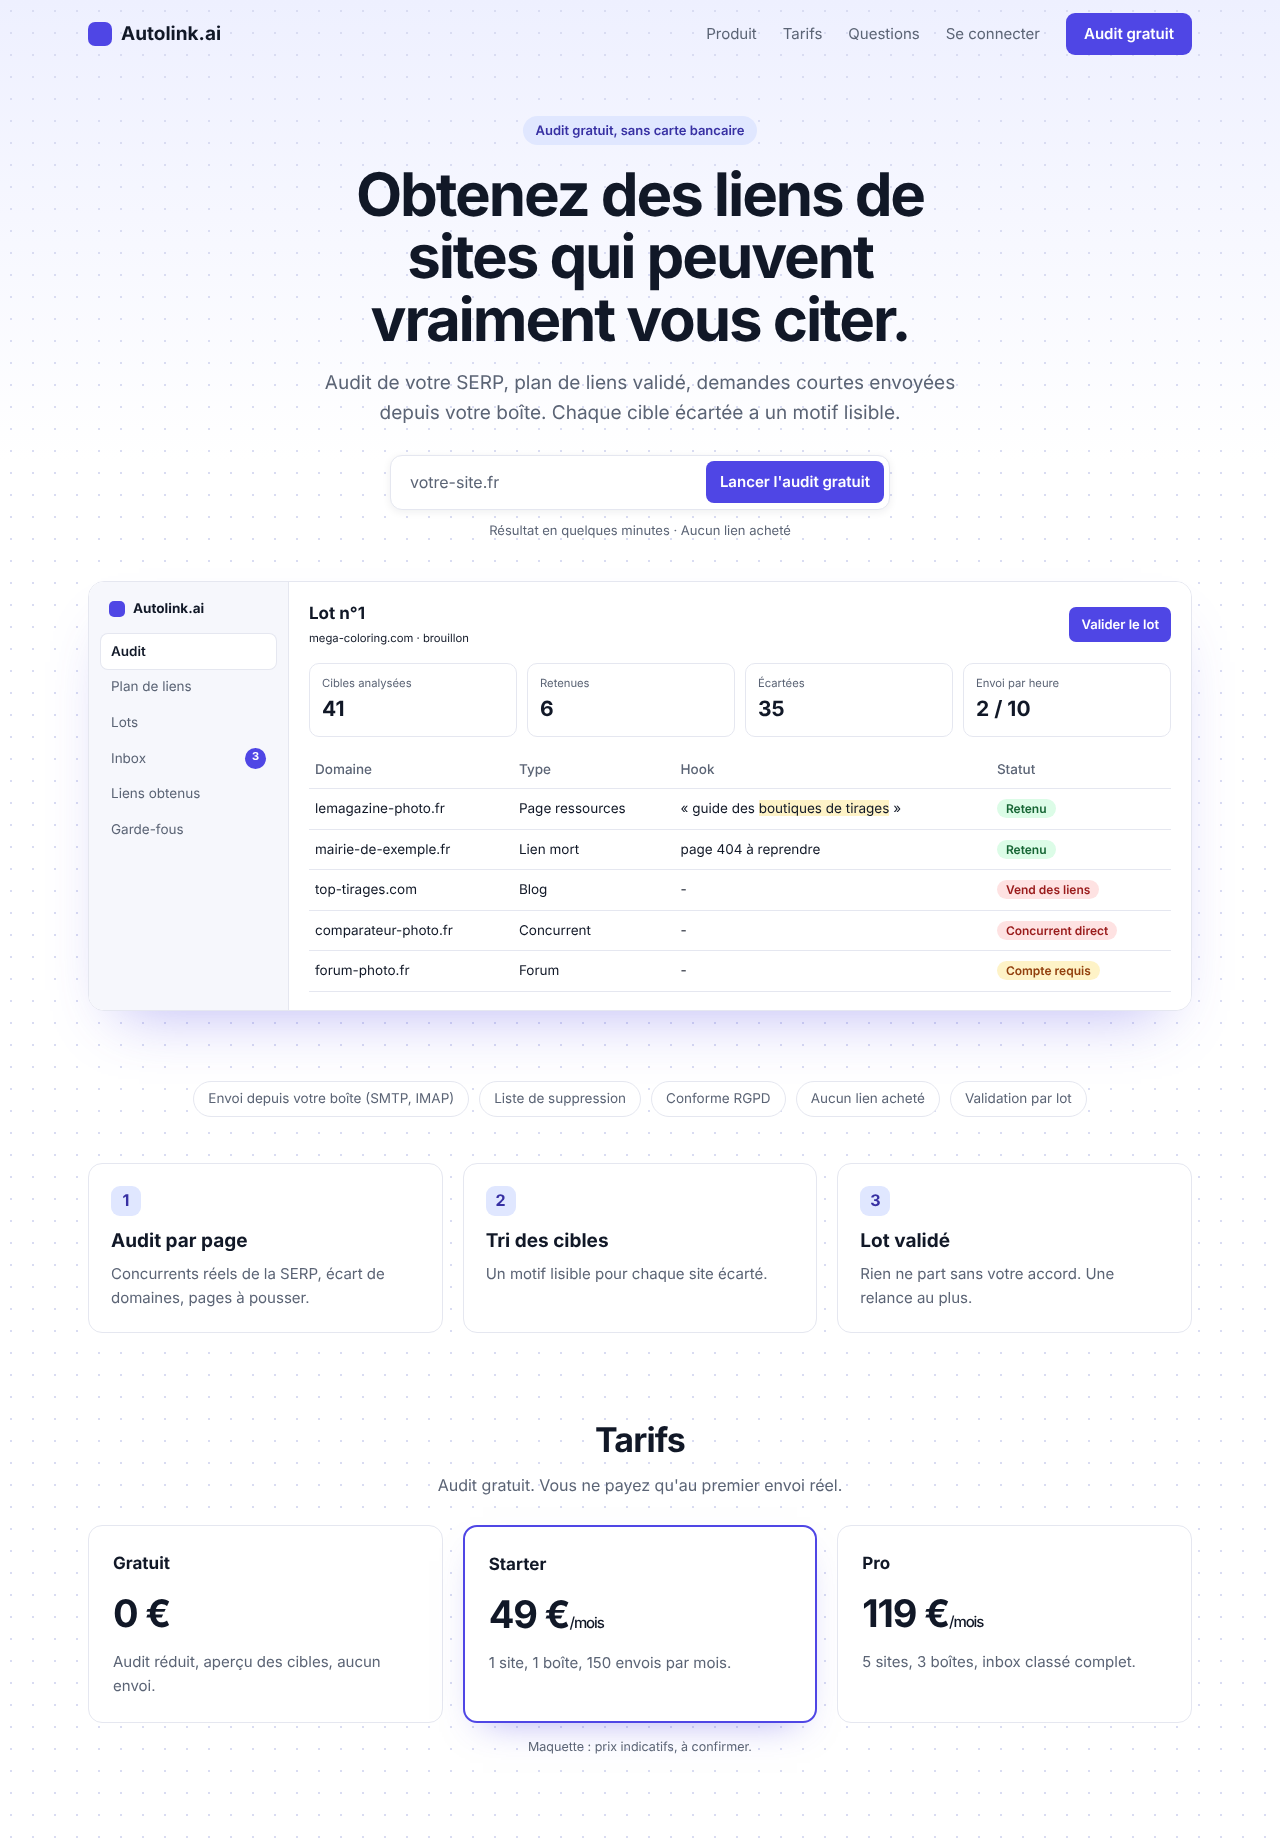 Autolink.ai
Produit
Tarifs
Questions
Se connecter
Audit gratuit
Audit gratuit, sans carte bancaire
Obtenez des liens de
sites qui peuvent
vraiment vous citer.
Audit de votre SERP, plan de liens validé, demandes courtes envoyées
depuis votre boîte. Chaque cible écartée a un motif lisible.
votre-site.fr
Lancer l'audit gratuit
Résultat en quelques minutes · Aucun lien acheté
Autolink.ai
Audit
Plan de liens
Lots
Inbox 3
Liens obtenus
Garde-fous
Lot n°1
mega-coloring.com · brouillon
Valider le lot
Cibles analysées
41
Retenues
6
Écartées
35
Envoi par heure
2 / 10
Domaine Type Hook Statut
lemagazine-photo.fr Page ressources « guide des boutiques de tirages » Retenu
mairie-de-exemple.fr Lien mort page 404 à reprendre Retenu
top-tirages.com Blog - Vend des liens
comparateur-photo.fr Concurrent - Concurrent direct
forum-photo.fr Forum - Compte requis
Envoi depuis votre boîte (SMTP, IMAP)
Liste de suppression
Conforme RGPD
Aucun lien acheté
Validation par lot
1
Audit par page
Concurrents réels de la SERP, écart de
domaines, pages à pousser.
2
Tri des cibles
Un motif lisible pour chaque site écarté.
3
Lot validé
Rien ne part sans votre accord. Une
relance au plus.
Tarifs
Audit gratuit. Vous ne payez qu'au premier envoi réel.
Gratuit
0 €
Audit réduit, aperçu des cibles, aucun
envoi.
Starter
49 €/mois
1 site, 1 boîte, 150 envois par mois.
Pro
119 €/mois
5 sites, 3 boîtes, inbox classé complet.
Maquette : prix indicatifs, à confirmer.